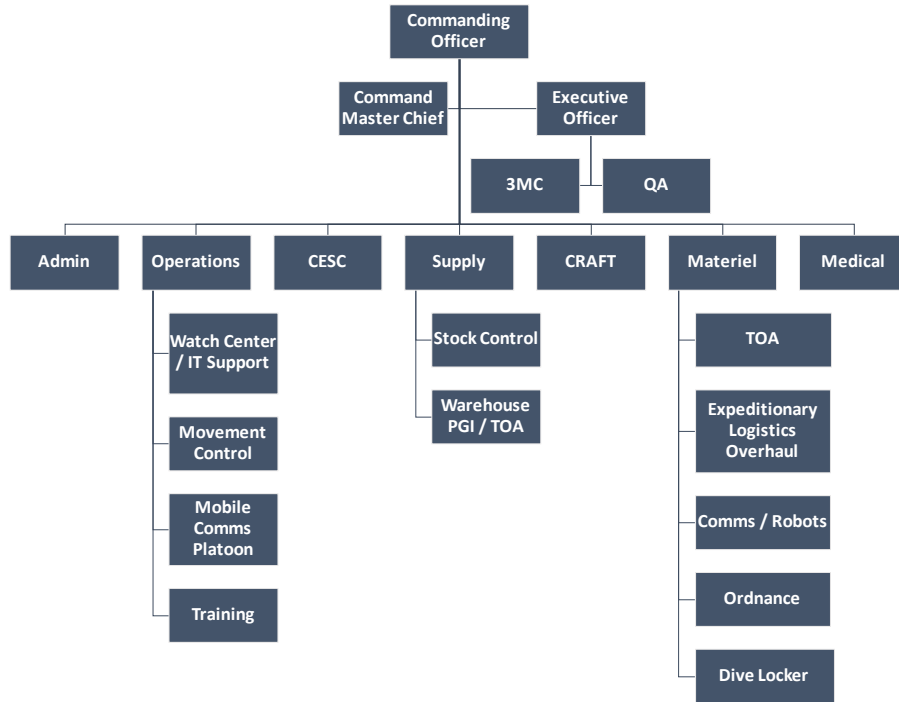 Commanding
Officer
Command
Master Chief
Executive
Officer
3MC
QA
Admin
Operations
CESC
Supply
CRAFT
Materiel
Medical
Watch Center
/ IT Support
Movement
Control
Mobile
Comms
Platoon
Training
Stock Control
Warehouse
PGI / TOA
TOA
Expeditionary
Logistics
Overhaul
Comms / Robots
Ordnance
Dive Locker